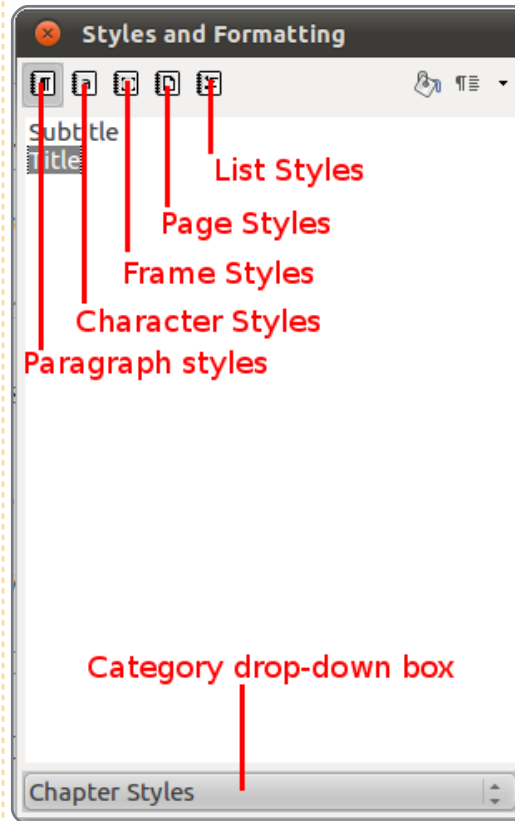 Styles and Formatting
Subtitle
Title
List Styles
Page Styles
Frame Styles
Character Styles
Paragraph styles
Category drop-down box
Chapter Styles